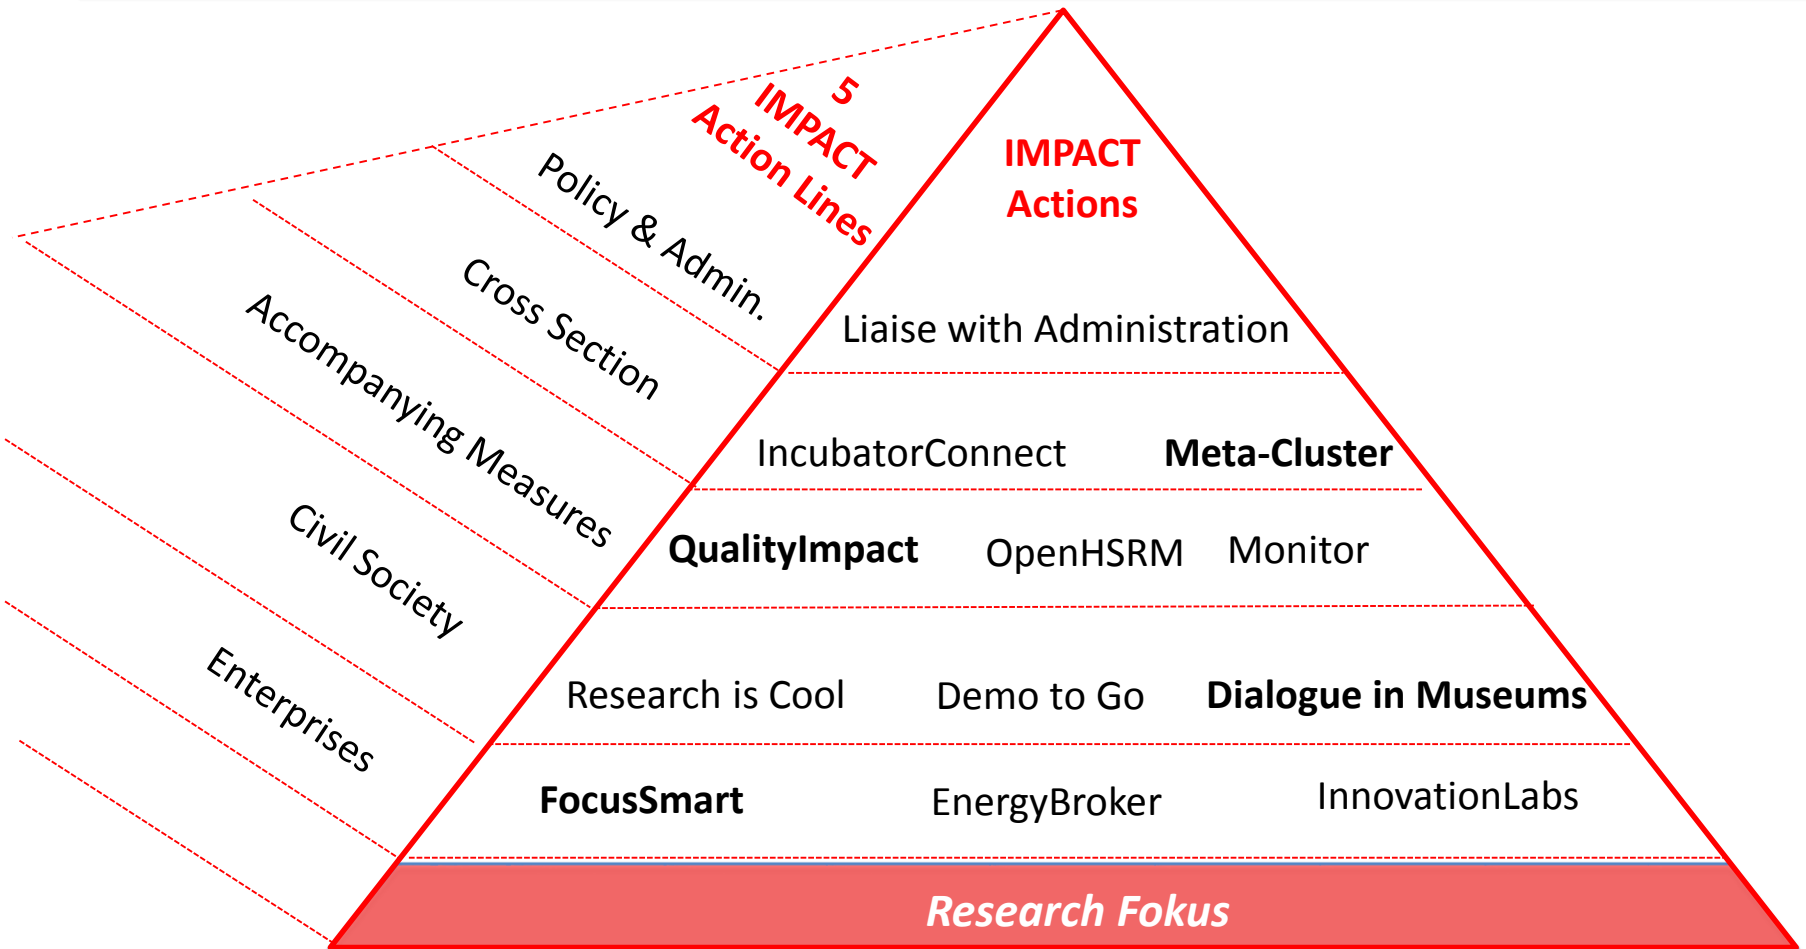 5
IMPACT
Action Lines
Policy & Admin.
Cross Section
Accompanying Measures
Civil Society
Enterprises
IMPACT
Actions
Liaise with Administration
IncubatorConnect Meta-Cluster
QualityImpact OpenHSRM Monitor
Research is Cool Demo to Go Dialogue in Museums
FocusSmart EnergyBroker InnovationLabs
Research Fokus